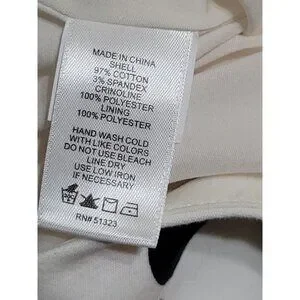 MADE IN CHINA
SHELL
97% COTTON
3% SPANDEX
CRINOLINE
100% POLYESTER
LINING
100% POLYESTER
HAND WASH COLD
WITH LIKE COLORS
DO NOT USE BLEACH
LINE DRY
USE LOW IRON
IF NECESSARY
RN# 51323